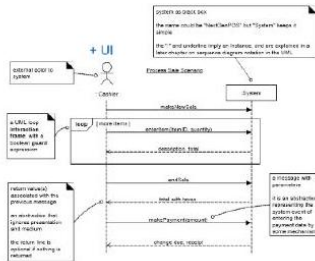 system as black box
the name could be "NextGenPOS" but "System" keeps it
simple
the ":" and underline imply an instance, and are explained in a
later chapter on sequence diagram notation in the UML
+ UI
external actor to
system
Process Sale Scenario
: Cashier
: System
makeNewSale
a UML loop
interaction
frame, with a
boolean guard
expression
loop
[ more items ]
enterItem(itemID, quantity)
description, total
endSale
return value(s)
associated with the
previous message
an abstraction that
ignores presentation
and medium
the return line is
optional if nothing is
returned
total with taxes
makePayment(amount)
change due, receipt
a message with
parameters
it is an abstraction
representing the
system event of
entering the
payment data by
some mechanism